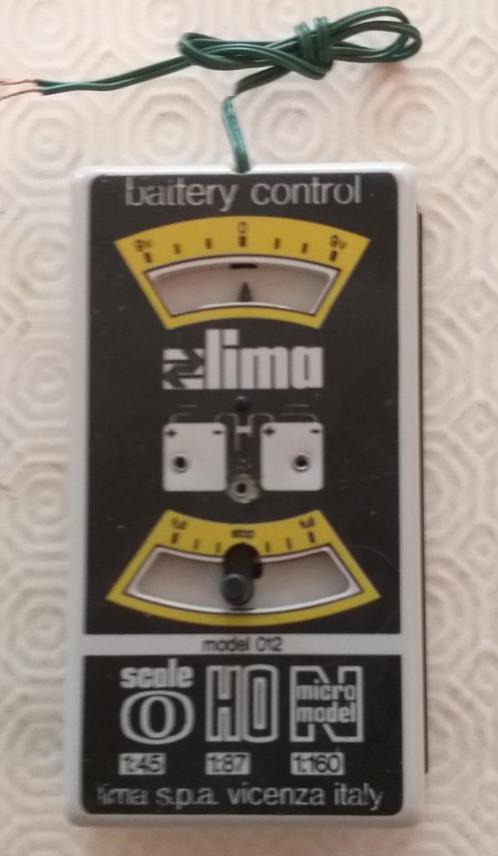 battery control
9v 0 9v
lima
+ - + -
full stop full
model 012
scale O HO N micro model
1:45 1:87 1:160
lima s.p.a. vicenza italy